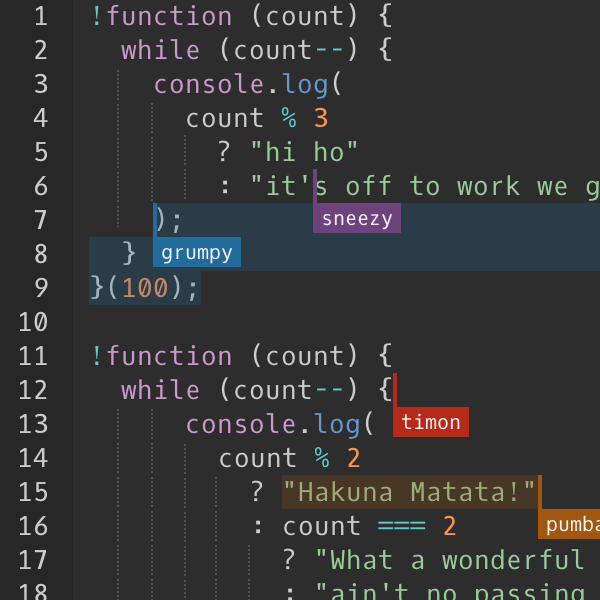 1 !function (count) {
2 while (count--) {
3 console.log(
4 count % 3
5 ? "hi ho"
6 : "it's off to work we g
7 );
sneezy
8 }
grumpy
9 }(100);
10
11 !function (count) {
12 while (count--) {
13 console.log(
timon
14 count % 2
15 ? "Hakuna Matata!"
16 : count === 2
pumba
17 ? "What a wonderful
18 : "ain't no passing